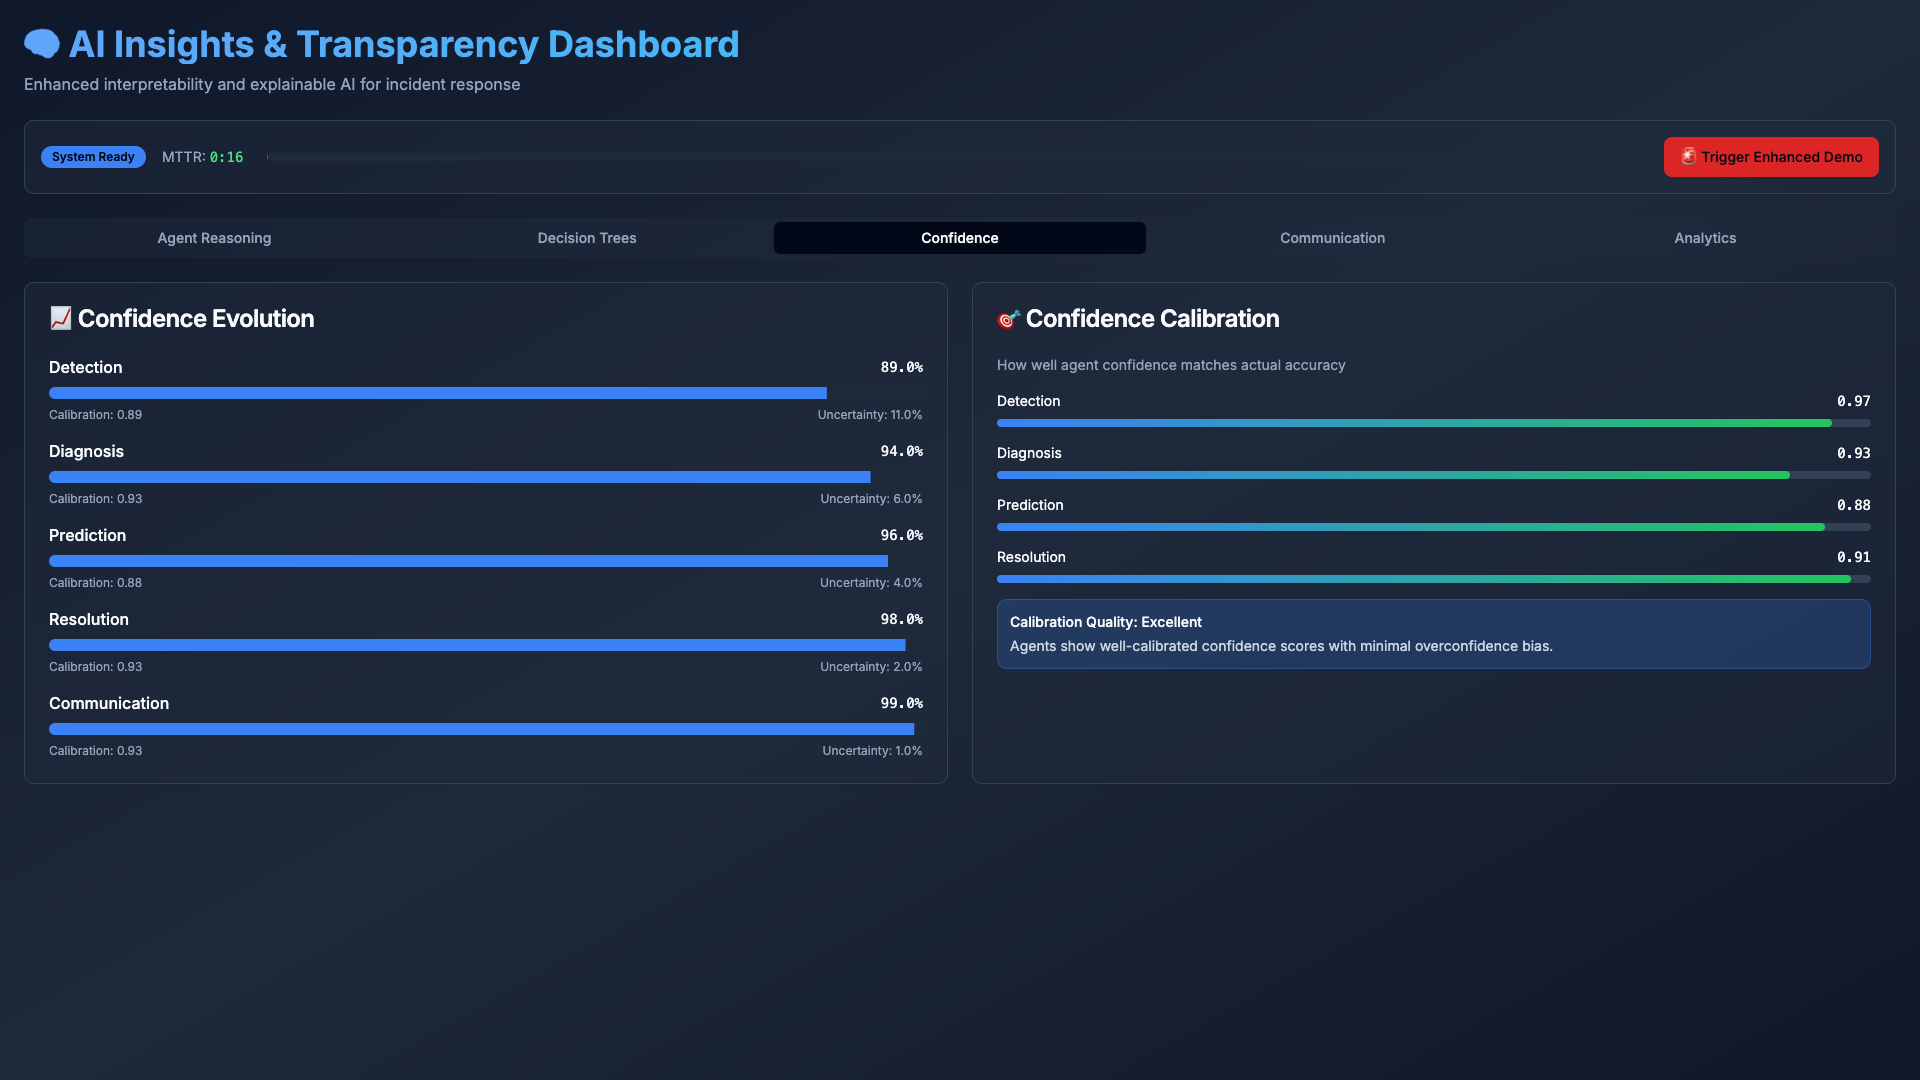 AI Insights & Transparency Dashboard
Enhanced interpretability and explainable AI for incident response
System Ready
MTTR: 0:16
Trigger Enhanced Demo
Agent Reasoning
Decision Trees
Confidence
Communication
Analytics
Confidence Evolution
Detection
89.0%
Calibration: 0.89
Uncertainty: 11.0%
Diagnosis
94.0%
Calibration: 0.93
Uncertainty: 6.0%
Prediction
96.0%
Calibration: 0.88
Uncertainty: 4.0%
Resolution
98.0%
Calibration: 0.93
Uncertainty: 2.0%
Communication
99.0%
Calibration: 0.93
Uncertainty: 1.0%
Confidence Calibration
How well agent confidence matches actual accuracy
Detection
0.97
Diagnosis
0.93
Prediction
0.88
Resolution
0.91
Calibration Quality: Excellent
Agents show well-calibrated confidence scores with minimal overconfidence bias.